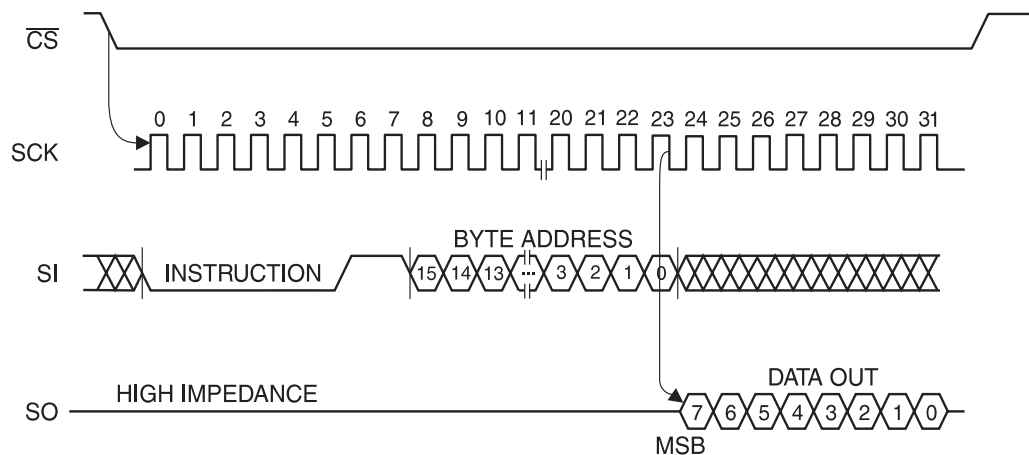 CS
0 1 2 3 4 5 6 7 8 9 10 11 20 21 22 23 24 25 26 27 28 29 30 31
SCK
BYTE ADDRESS
SI INSTRUCTION 15 14 13 ... 3 2 1 0
HIGH IMPEDANCE DATA OUT
SO 7 6 5 4 3 2 1 0
MSB